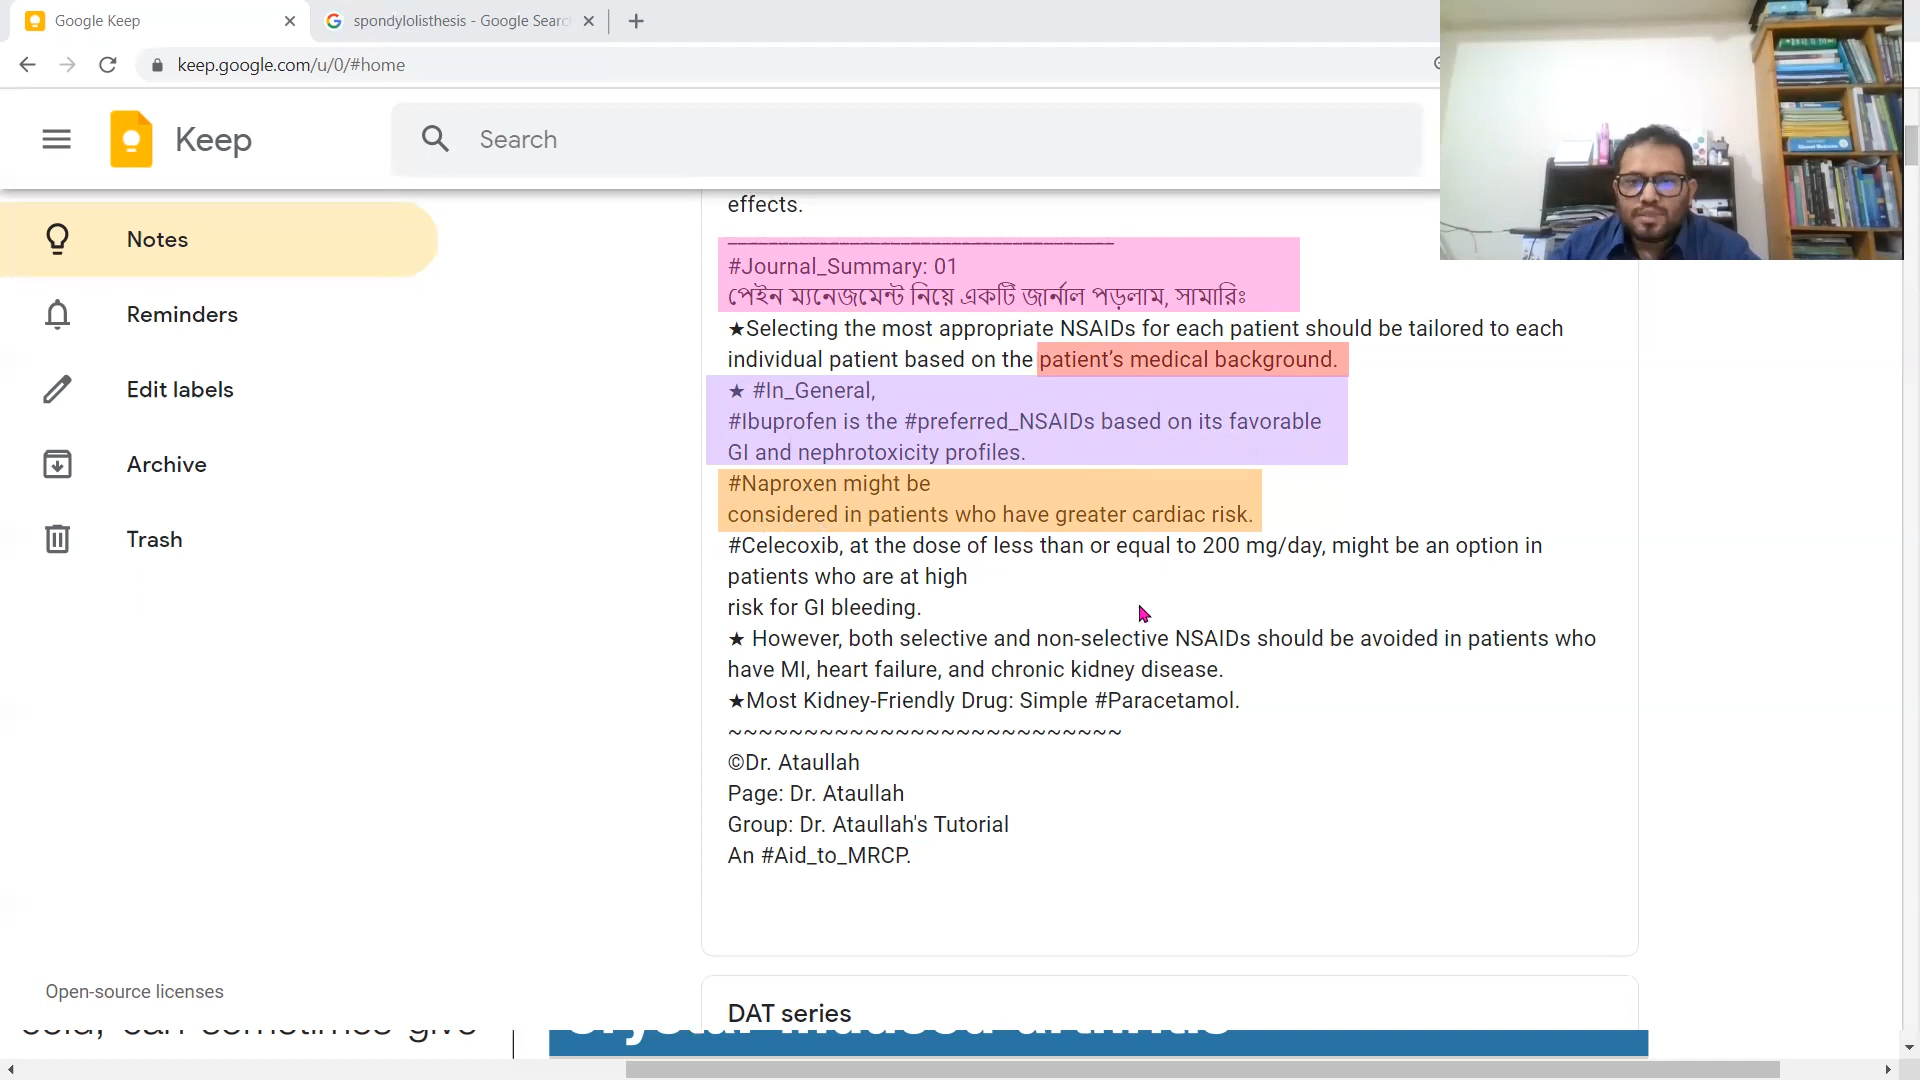 Google Keep
spondylolisthesis - Google Searc
keep.google.com/u/0/#home
Keep
Search
Notes
Reminders
Edit labels
Archive
Trash
Open-source licenses
effects.
#Journal_Summary: 01
পেইন ম্যনেজমেন্ট নিয়ে একটি জার্নাল পড়লাম, সামারিঃ
★Selecting the most appropriate NSAIDs for each patient should be tailored to each
individual patient based on the patient’s medical background.
★ #In_General,
#Ibuprofen is the #preferred_NSAIDs based on its favorable
GI and nephrotoxicity profiles.
#Naproxen might be
considered in patients who have greater cardiac risk.
#Celecoxib, at the dose of less than or equal to 200 mg/day, might be an option in
patients who are at high
risk for GI bleeding.
★ However, both selective and non-selective NSAIDs should be avoided in patients who
have MI, heart failure, and chronic kidney disease.
★Most Kidney-Friendly Drug: Simple #Paracetamol.
~~~~~~~~~~~~~~~~~~~~~~~~~~
©Dr. Ataullah
Page: Dr. Ataullah
Group: Dr. Ataullah's Tutorial
An #Aid_to_MRCP.
DAT series